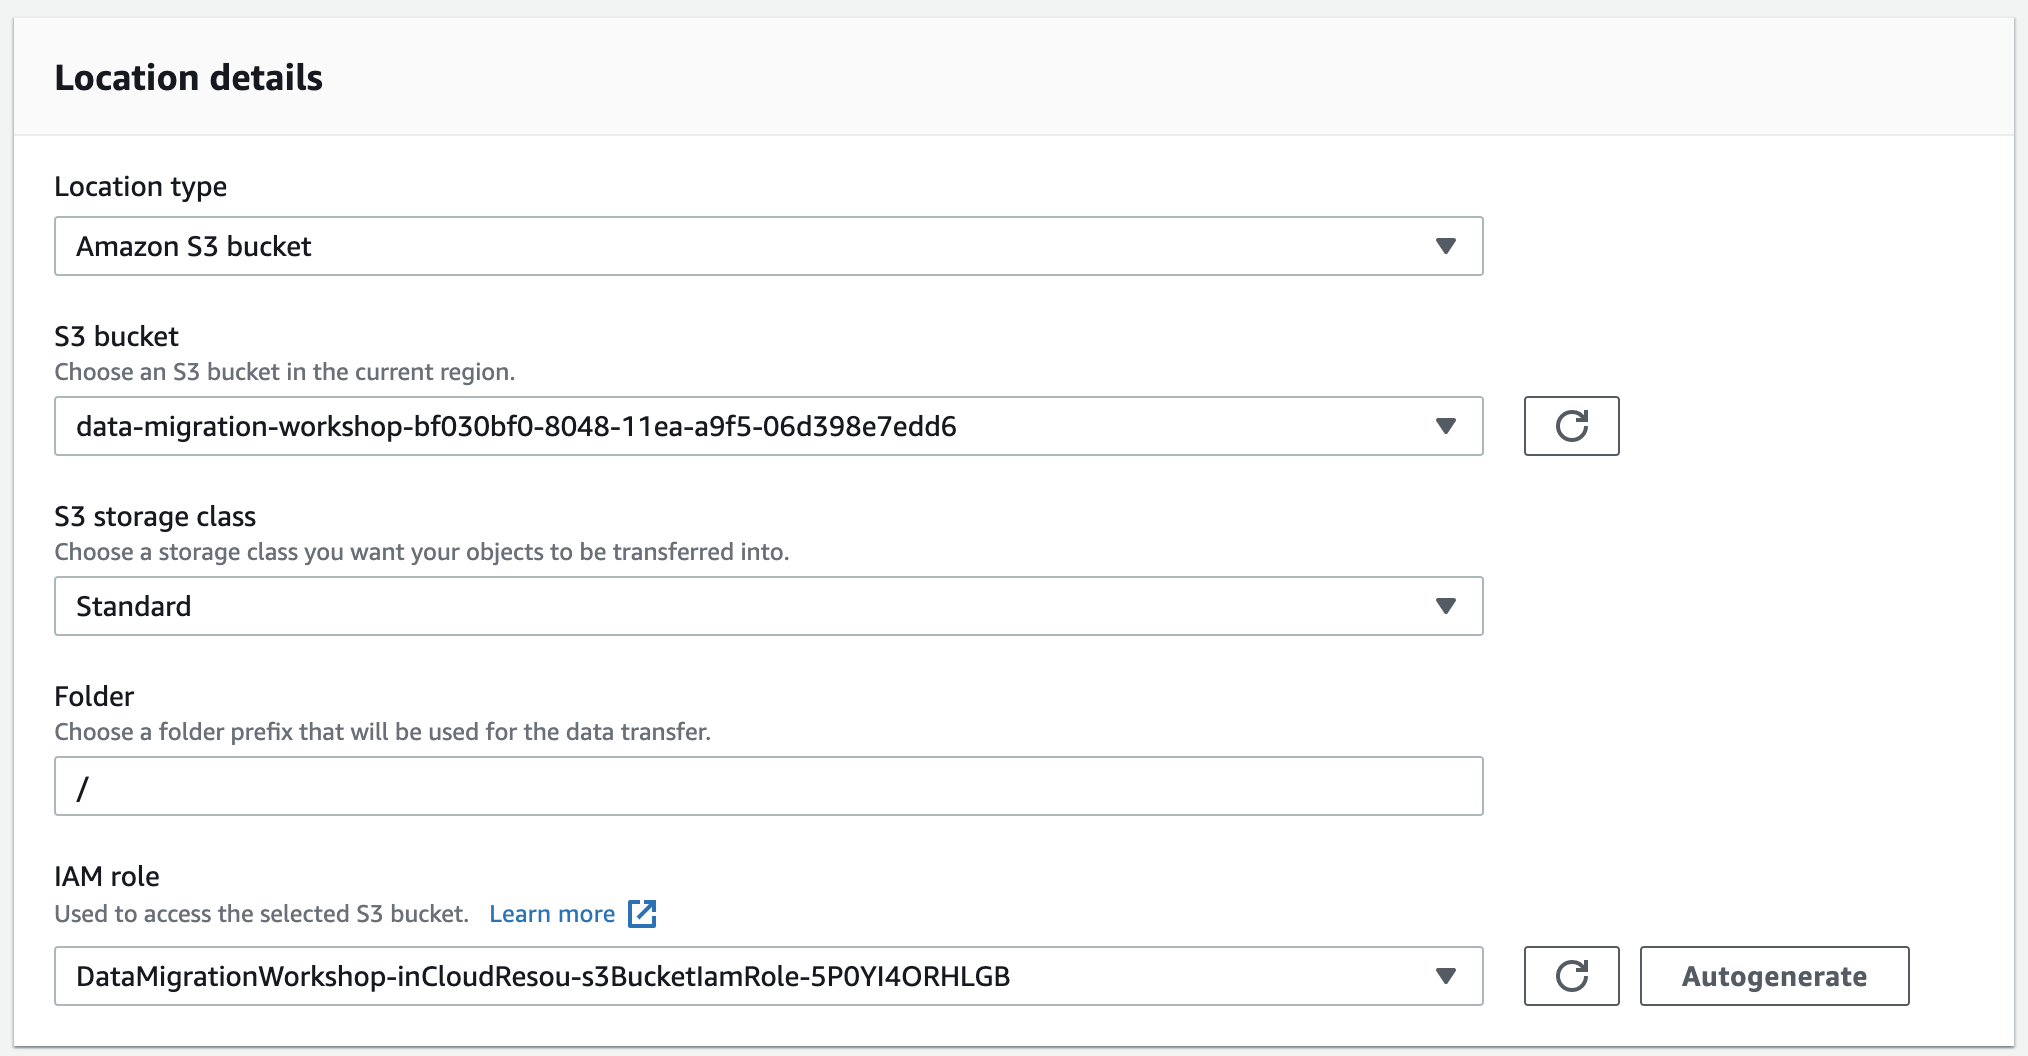 Location details
Location type
Amazon S3 bucket
S3 bucket
Choose an S3 bucket in the current region.
data-migration-workshop-bf030bf0-8048-11ea-a9f5-06d398e7edd6
S3 storage class
Choose a storage class you want your objects to be transferred into.
Standard
Folder
Choose a folder prefix that will be used for the data transfer.
/
IAM role
Used to access the selected S3 bucket. Learn more
DataMigrationWorkshop-inCloudResou-s3BucketIamRole-5P0YI4ORHLGB
Autogenerate